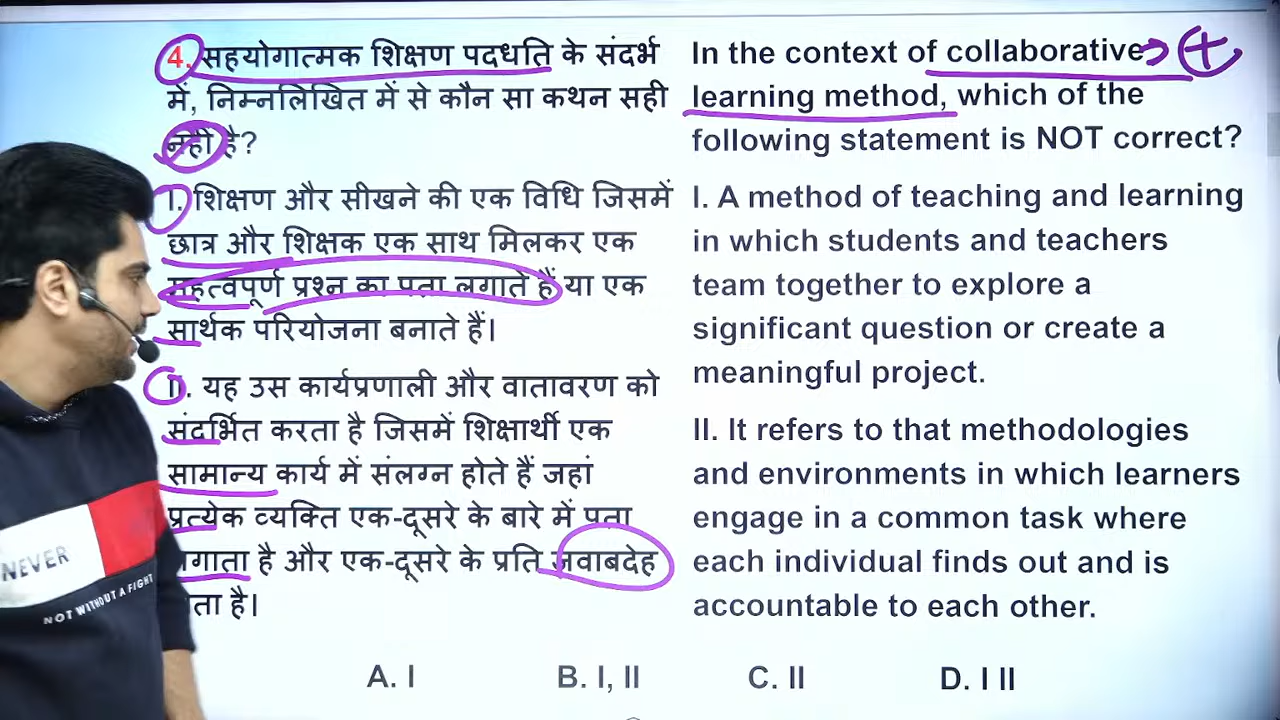 4. सहयोगात्मक शिक्षण पदधति के संदर्भ
में, निम्नलिखित में से कौन सा कथन सही
नही है?
I. शिक्षण और सीखने की एक विधि जिसमें
छात्र और शिक्षक एक साथ मिलकर एक
महत्वपूर्ण प्रश्न का पता लगाते हैं या एक
सार्थक परियोजना बनाते हैं।
II. यह उस कार्यप्रणाली और वातावरण को
संदर्भित करता है जिसमें शिक्षार्थी एक
सामान्य कार्य में संलग्न होते हैं जहां
प्रत्येक व्यक्ति एक-दूसरे के बारे में पता
लगाता है और एक-दूसरे के प्रति जवाबदेह
है।
In the context of collaborative
learning method, which of the
following statement is NOT correct?
I. A method of teaching and learning
in which students and teachers
team together to explore a
significant question or create a
meaningful project.
II. It refers to that methodologies
and environments in which learners
engage in a common task where
each individual finds out and is
accountable to each other.
A. I
B. I, II
C. II
D. I II
NEVER
NOT WITHOUT A FIGHT